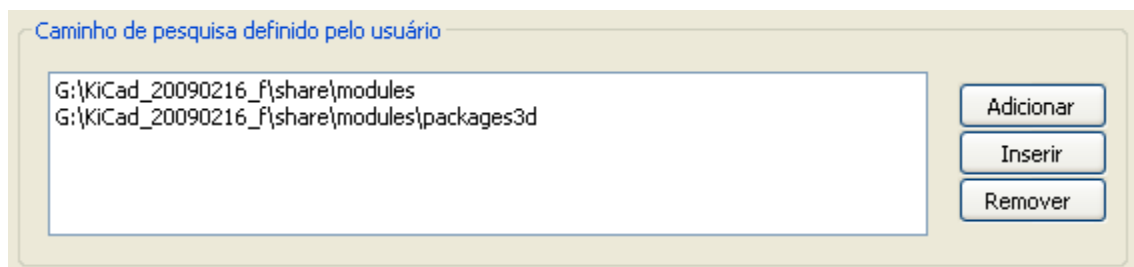 Caminho de pesquisa definido pelo usuário
G:\KiCad_20090216_f\share\modules
G:\KiCad_20090216_f\share\modules\packages3d
Adicionar
Inserir
Remover